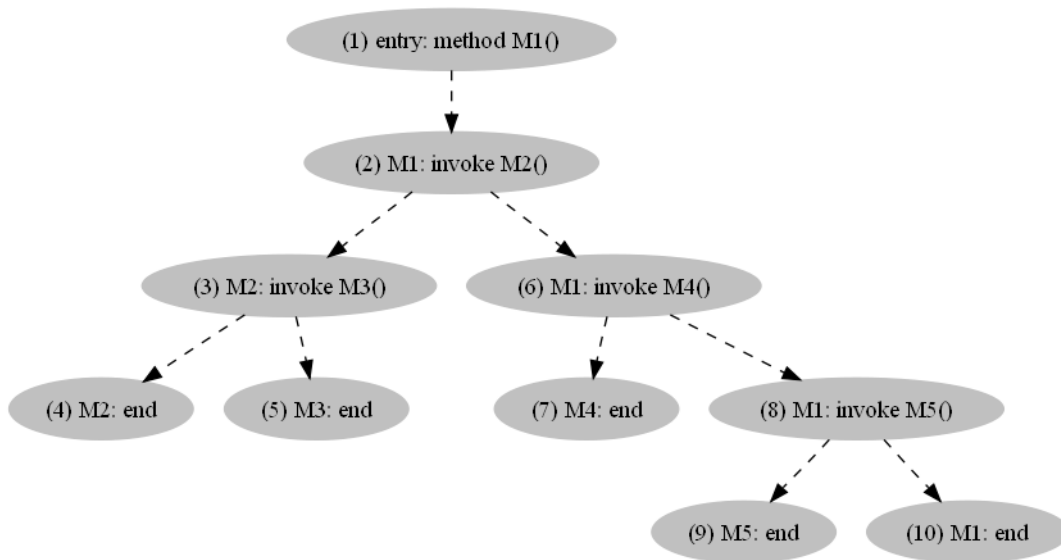 (1) entry: method M1()
(2) M1: invoke M2()
(3) M2: invoke M3()
(6) M1: invoke M4()
(4) M2: end
(5) M3: end
(7) M4: end
(8) M1: invoke M5()
(9) M5: end
(10) M1: end